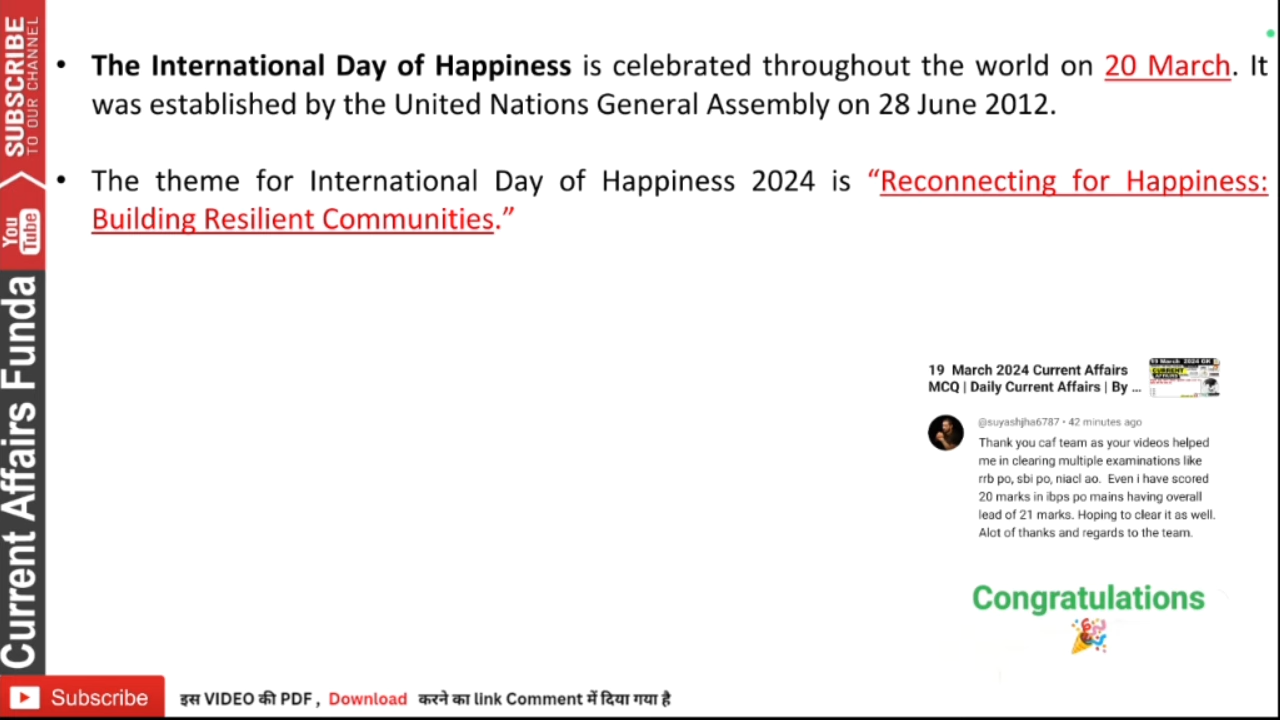 SUBSCRIBE
TO OUR CHANNEL
You
Tube
Current Affairs Funda
• The International Day of Happiness is celebrated throughout the world on 20 March. It
was established by the United Nations General Assembly on 28 June 2012.
• The theme for International Day of Happiness 2024 is “Reconnecting for Happiness:
Building Resilient Communities.”
19 March 2024 Current Affairs
MCQ | Daily Current Affairs | By ...
@suyashjha6787 • 42 minutes ago
Thank you caf team as your videos helped
me in clearing multiple examinations like
rrb po, sbi po, niacl ao. Even i have scored
20 marks in ibps po mains having overall
lead of 21 marks. Hoping to clear it as well.
Alot of thanks and regards to the team.
Congratulations
Subscribe
इस VIDEO की PDF , Download करने का link Comment में दिया गया है